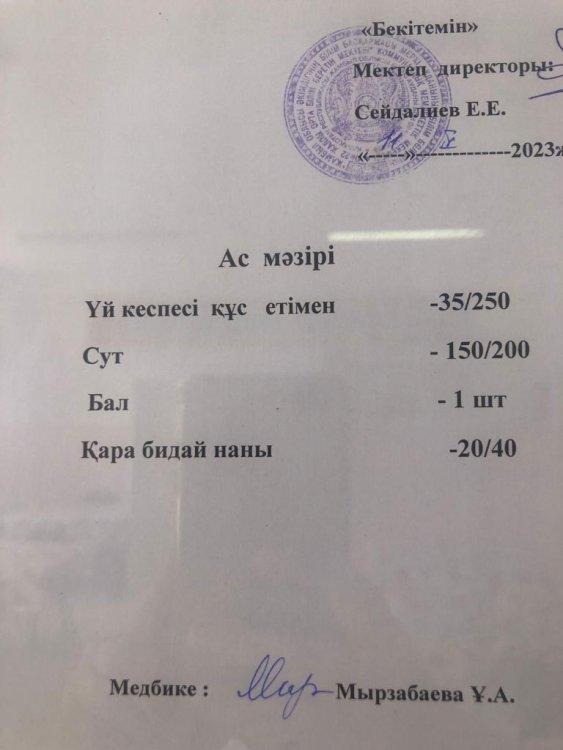 «Бекітемін»
Мектеп директоры:
Сейдалиев Е.Е.
«-----»-------------2023ж
Ас мәзірі
Үй кеспесі құс етімен -35/250
Сут - 150/200
Бал - 1 шт
Қара бидай наны -20/40
Медбике : Мырзабаева Ұ.А.